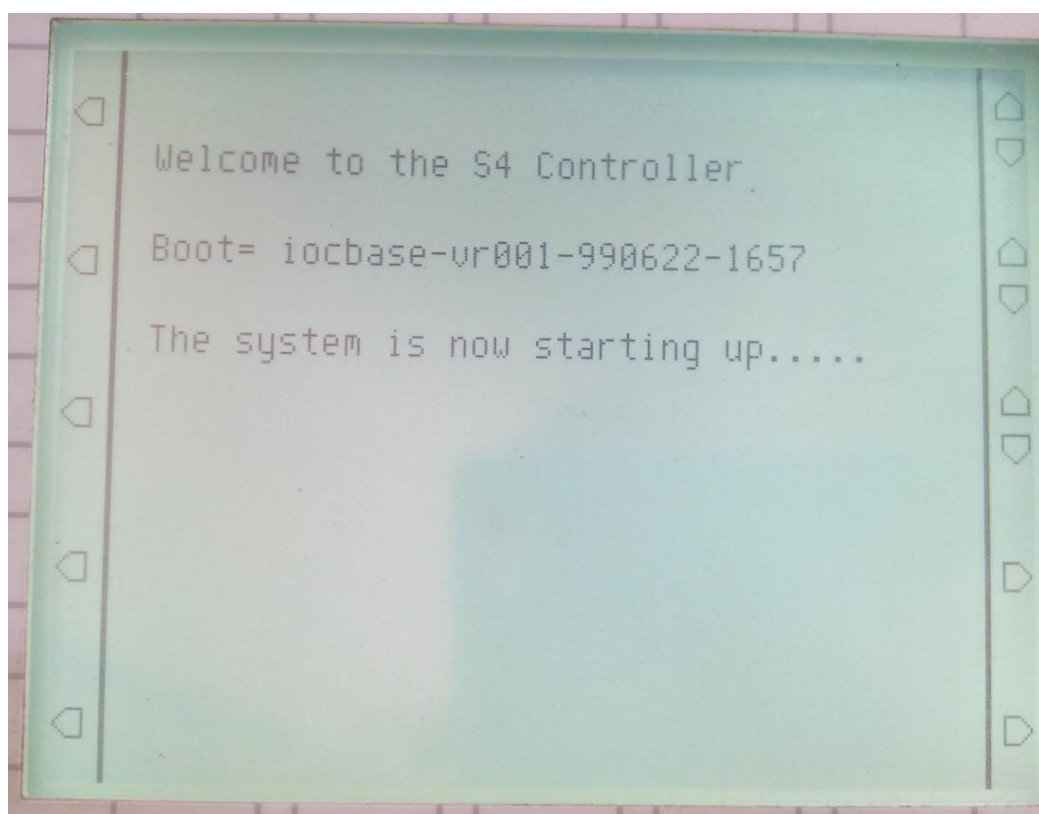 Welcome to the S4 Controller
Boot= iocbase-vr001-990622-1657
The system is now starting up.....